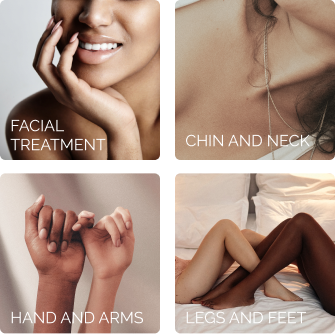 FACIAL
TREATMENT
CHIN AND NECK
HAND AND ARMS
LEGS AND FEET